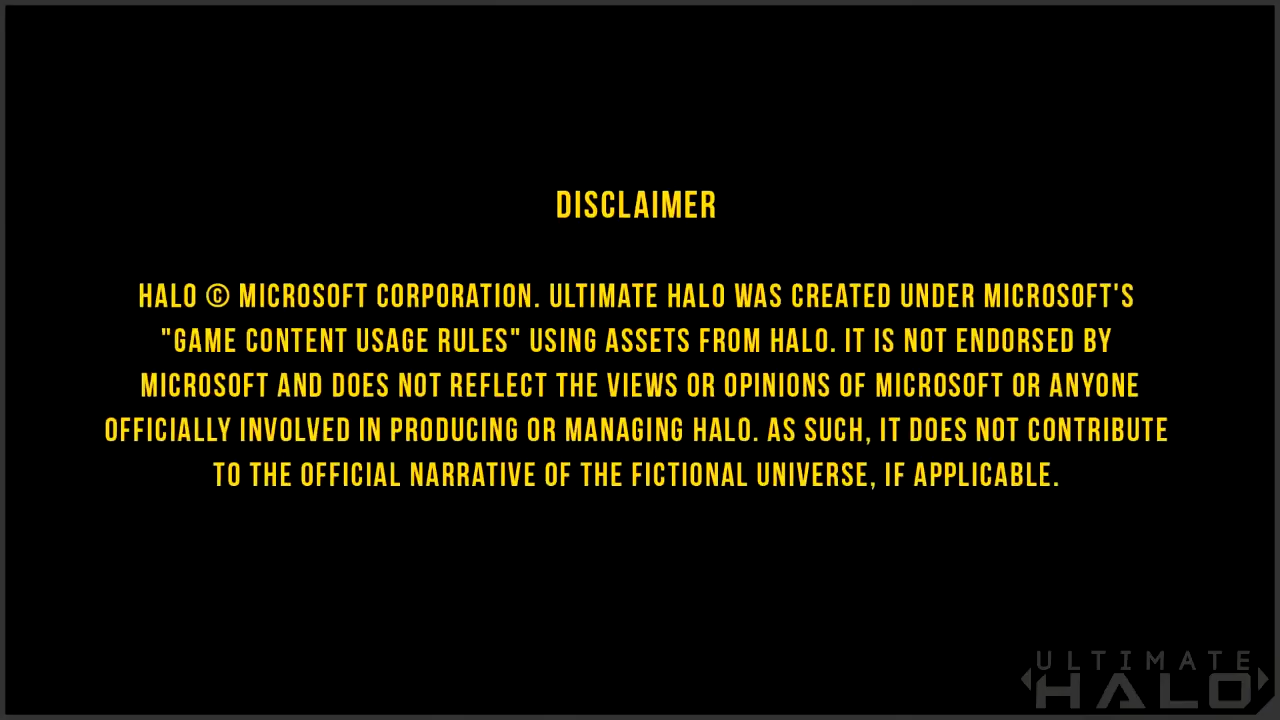 DISCLAIMER
HALO © MICROSOFT CORPORATION. ULTIMATE HALO WAS CREATED UNDER MICROSOFT'S
"GAME CONTENT USAGE RULES" USING ASSETS FROM HALO. IT IS NOT ENDORSED BY
MICROSOFT AND DOES NOT REFLECT THE VIEWS OR OPINIONS OF MICROSOFT OR ANYONE
OFFICIALLY INVOLVED IN PRODUCING OR MANAGING HALO. AS SUCH, IT DOES NOT CONTRIBUTE
TO THE OFFICIAL NARRATIVE OF THE FICTIONAL UNIVERSE, IF APPLICABLE.
ULTIMATE
HALO